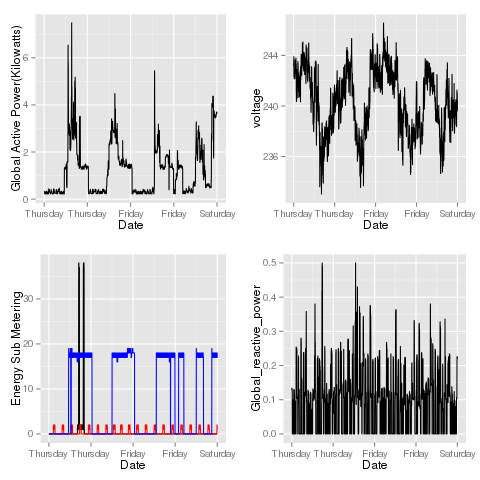 Global Active Power(Kilowatts)
6
4
2
0
Thursday Thursday Friday Friday Saturday
Date
voltage
244
240
236
Thursday Thursday Friday Friday Saturday
Date
Energy Sub Metering
30
20
10
0
Thursday Thursday Friday Friday Saturday
Date
Global_reactive_power
0.5
0.4
0.3
0.2
0.1
0.0
Thursday Thursday Friday Friday Saturday
Date